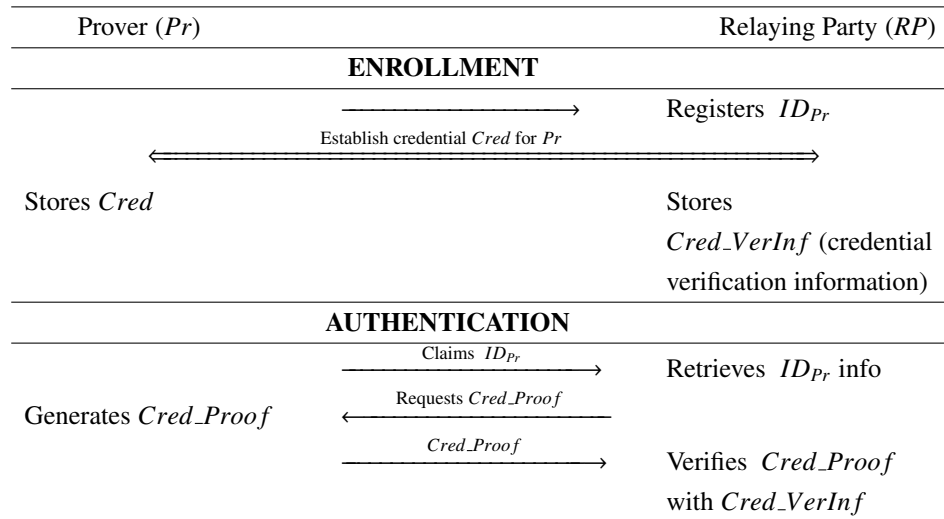 Prover (Pr) Relaying Party (RP)
ENROLLMENT
Registers ID_Pr
Establish credential Cred for Pr
Stores Cred Stores
Cred_VerInf (credential
verification information)
AUTHENTICATION
Claims ID_Pr
Retrieves ID_Pr info
Requests Cred_Proof
Generates Cred_Proof
Cred_Proof
Verifies Cred_Proof
with Cred_VerInf